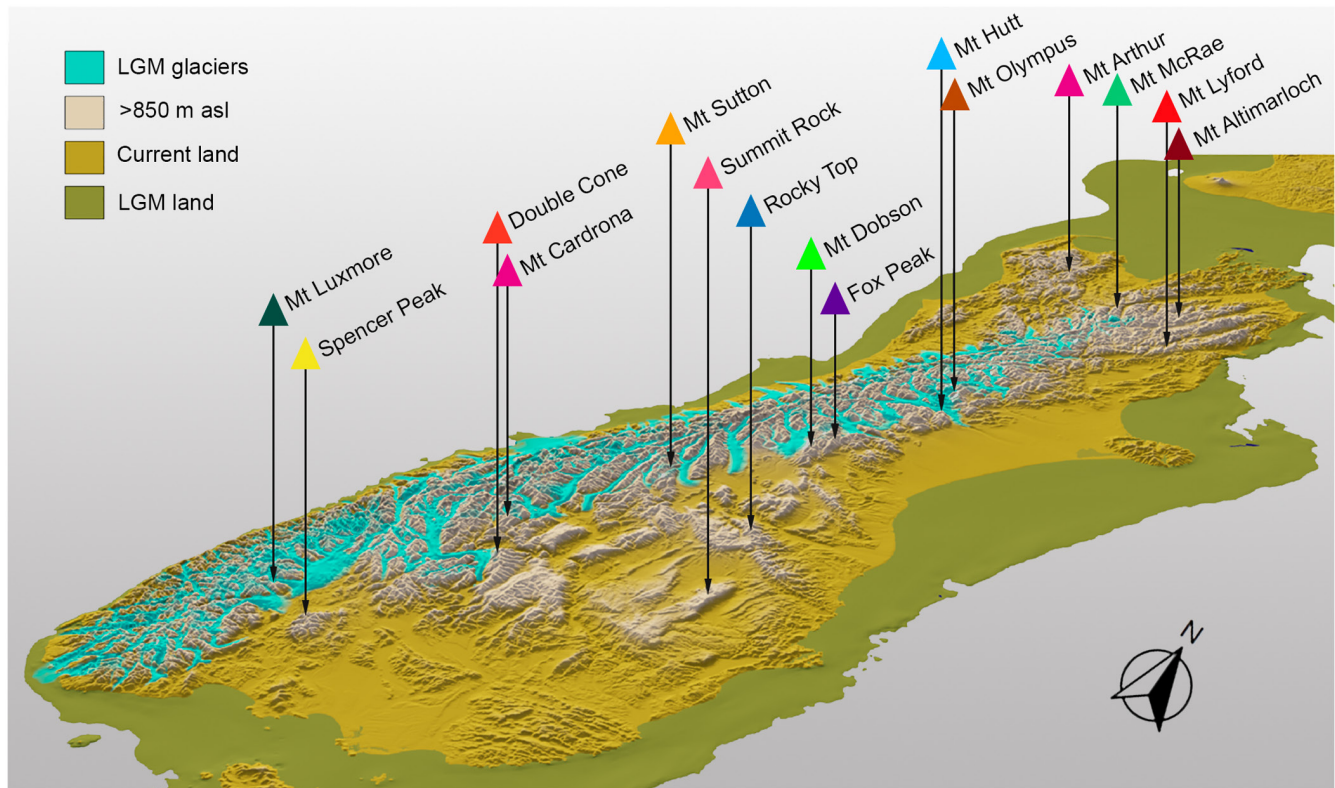 LGM glaciers
>850 m asl
Current land
LGM land
Mt Luxmore
Spencer Peak
Double Cone
Mt Cardrona
Mt Sutton
Summit Rock
Rocky Top
Mt Dobson
Fox Peak
Mt Hutt
Mt Olympus
Mt Arthur
Mt McRae
Mt Lyford
Mt Altimarloch
N